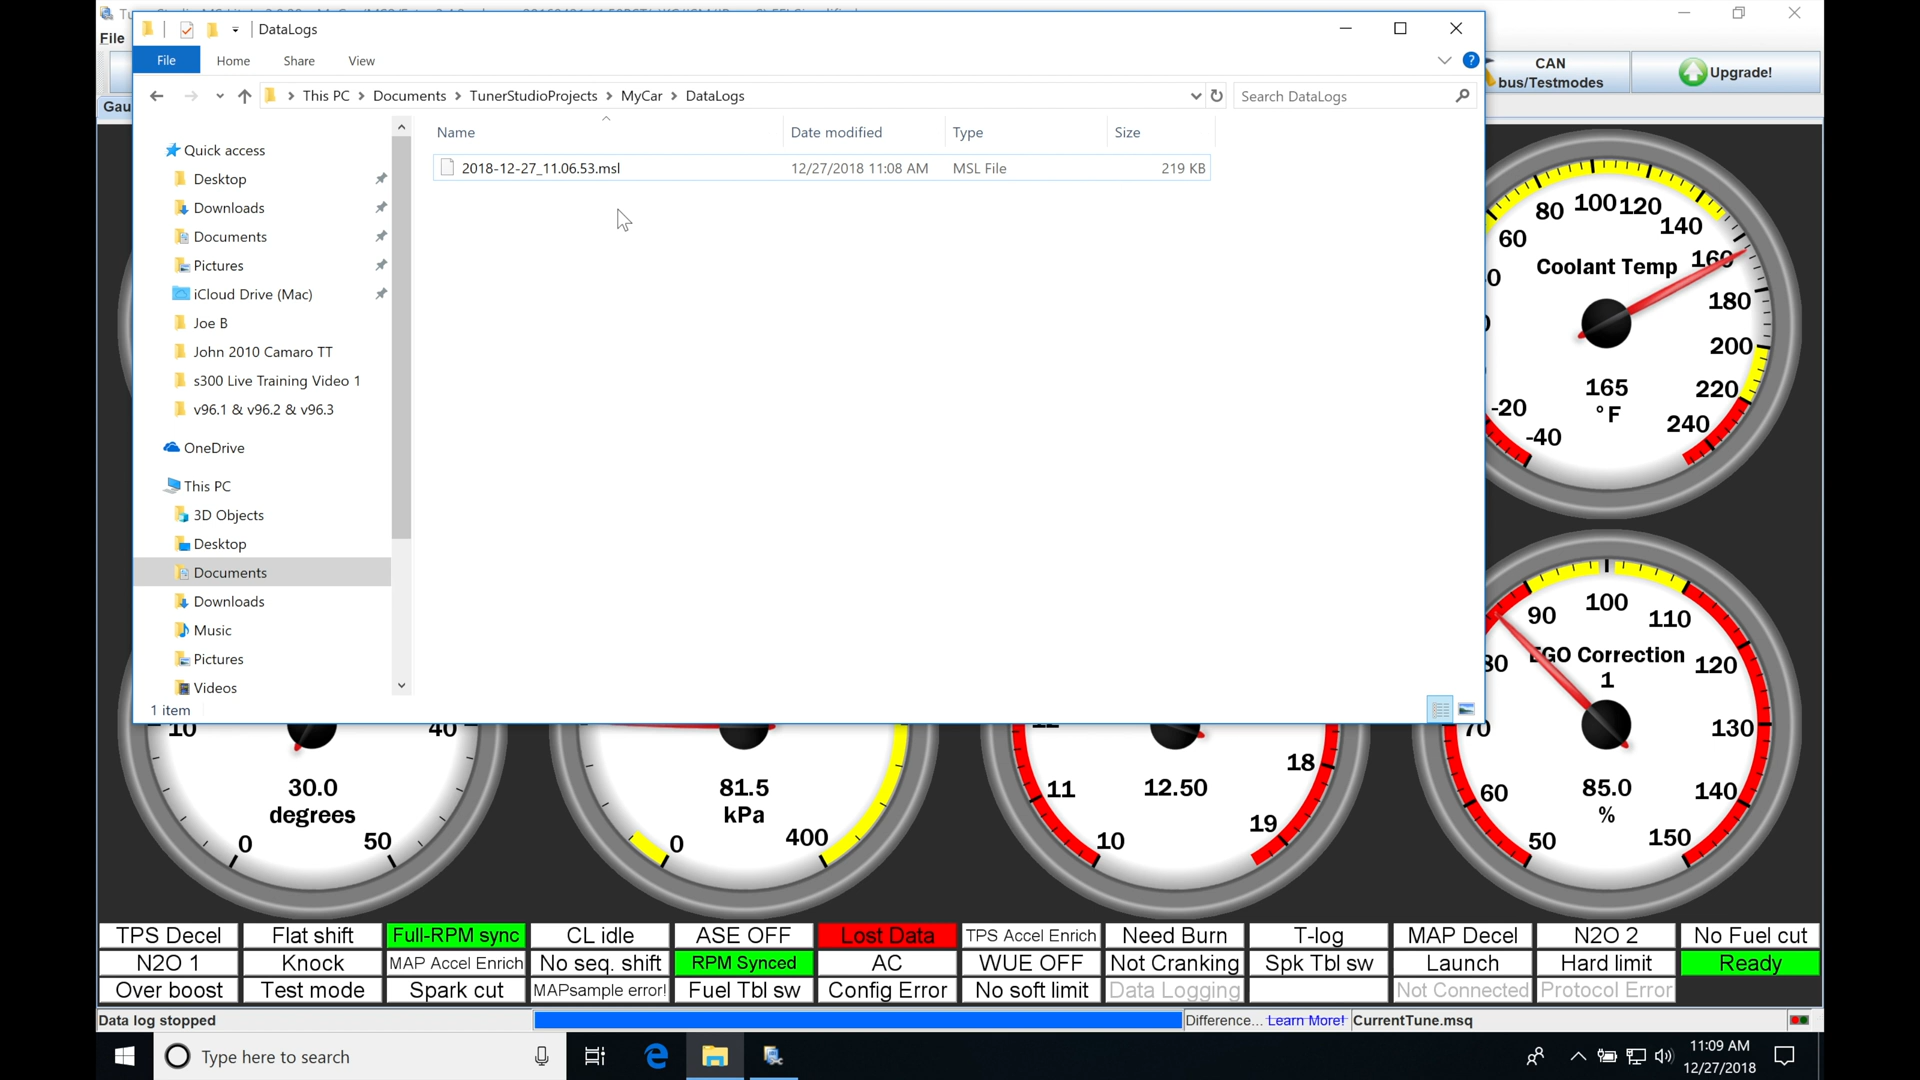 DataLogs
File
File Home Share View
CAN
bus/Testmodes
Upgrade!
Gau
This PC Documents TunerStudioProjects MyCar DataLogs
Search DataLogs
Name Date modified Type Size
2018-12-27_11.06.53.msl 12/27/2018 11:08 AM MSL File 219 KB
Quick access
Desktop
Downloads
Documents
Pictures
iCloud Drive (Mac)
Joe B
John 2010 Camaro TT
s300 Live Training Video 1
v96.1 & v96.2 & v96.3
OneDrive
This PC
3D Objects
Desktop
Documents
Downloads
Music
Pictures
Videos
1 item
60 80 100 120 140 160 180 200 220 240
-20
-40
Coolant Temp
165
°F
90 100 110 120 130 140 150
80
70
60
50
EGO Correction
1
85.0
%
10 40
30.0
degrees
0 50
81.5
kPa
0 400
11 18
12.50
10 19
TPS Decel Flat shift Full-RPM sync CL idle ASE OFF Lost Data TPS Accel Enrich Need Burn T-log MAP Decel N2O 2 No Fuel cut
N2O 1 Knock MAP Accel Enrich No seq. shift RPM Synced AC WUE OFF Not Cranking Spk Tbl sw Launch Hard limit Ready
Over boost Test mode Spark cut MAPsample error! Fuel Tbl sw Config Error No soft limit Data Logging Not Connected Protocol Error
Data log stopped Difference... Learn More! CurrentTune.msq
Type here to search
11:09 AM
12/27/2018